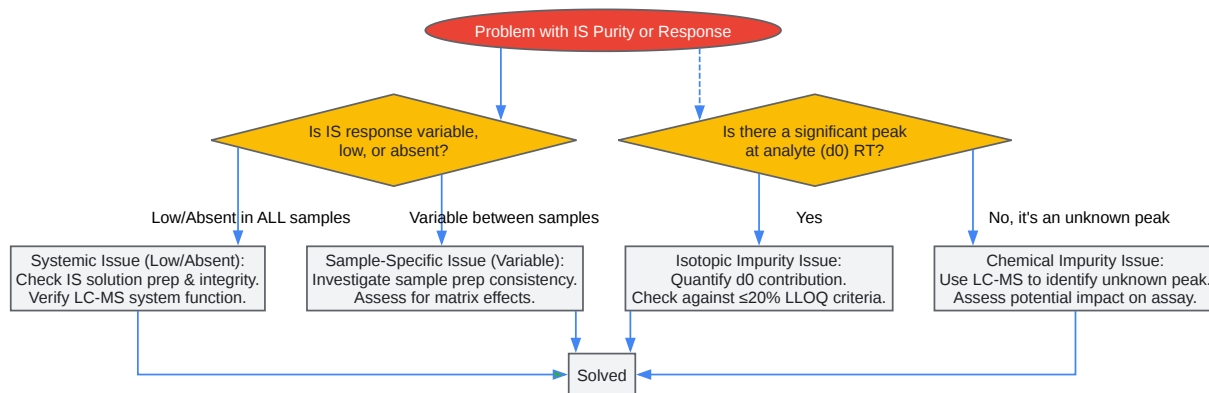 Problem with IS Purity or Response
Is IS response variable,
low, or absent?
Is there a significant peak
at analyte (d0) RT?
Low/Absent in ALL samples
Variable between samples
Yes
No, it's an unknown peak
Systemic Issue (Low/Absent):
Check IS solution prep & integrity.
Verify LC-MS system function.
Sample-Specific Issue (Variable):
Investigate sample prep consistency.
Assess for matrix effects.
Isotopic Impurity Issue:
Quantify d0 contribution.
Check against ≤20% LLOQ criteria.
Chemical Impurity Issue:
Use LC-MS to identify unknown peak.
Assess potential impact on assay.
Solved